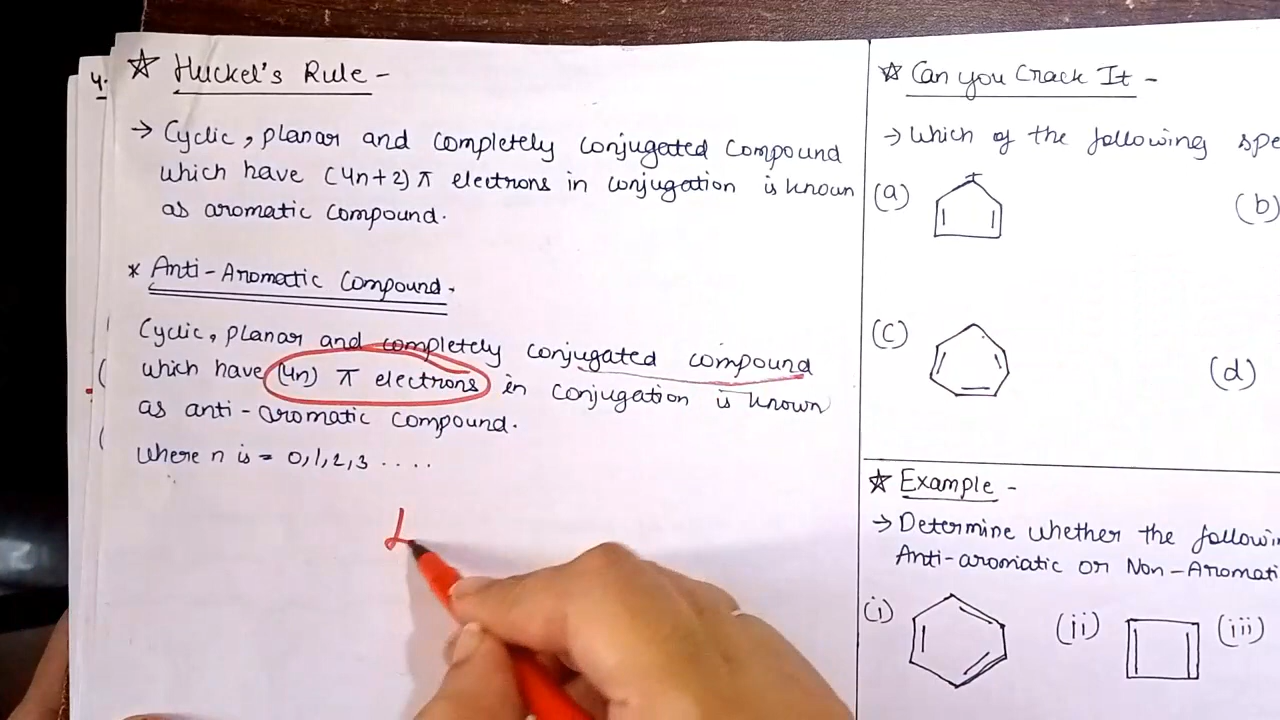 4.
☆ Huckel's Rule -
→ Cyclic, planar and completely conjugated compound
which have (4n+2) π electrons in conjugation is known
as aromatic compound.
* Anti-Aromatic Compound -
Cyclic, planar and completely conjugated compound
which have (4n) π electrons in conjugation is known
as anti-aromatic compound.
Where n is = 0,1,2,3 ....
☆ Can you Crack It -
→ Which of the following spe
(a)
+
(b)
(c)
(d)
☆ Example -
→ Determine whether the followin
Anti-aromatic or Non-Aromati
(i)
(ii)
(iii)